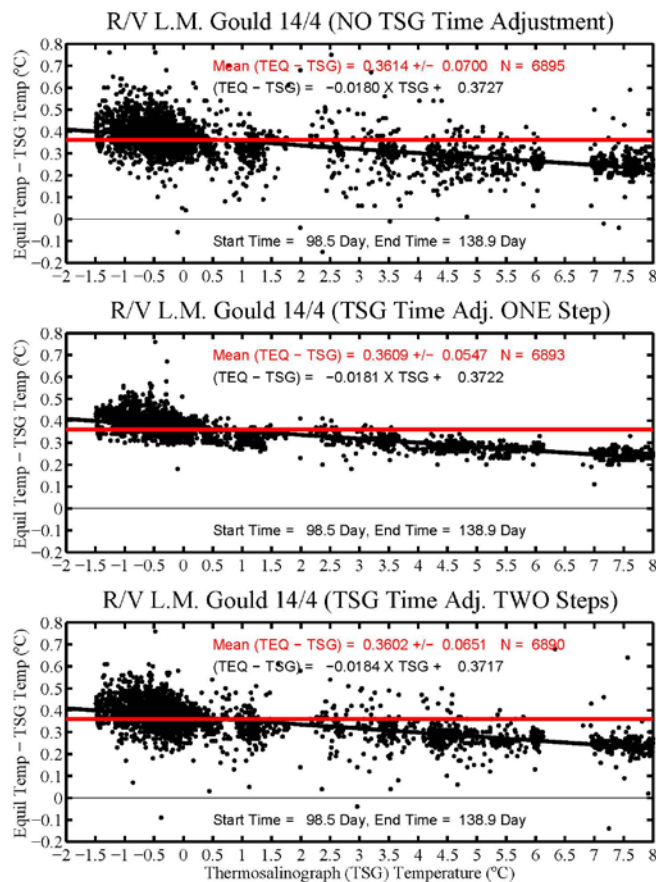 R/V L.M. Gould 14/4 (NO TSG Time Adjustment)
Equil Temp − TSG Temp (ºC)
0.8
0.7
0.6
0.5
0.4
0.3
0.2
0.1
0
−0.1
−0.2
Mean (TEQ − TSG) = 0.3614 +/− 0.0700 N = 6895
(TEQ − TSG) = −0.0180 X TSG + 0.3727
Start Time = 98.5 Day, End Time = 138.9 Day
−2 −1.5 −1 −0.5 0 0.5 1 1.5 2 2.5 3 3.5 4 4.5 5 5.5 6 6.5 7 7.5 8
R/V L.M. Gould 14/4 (TSG Time Adj. ONE Step)
Equil Temp − TSG Temp (ºC)
0.8
0.7
0.6
0.5
0.4
0.3
0.2
0.1
0
−0.1
−0.2
Mean (TEQ − TSG) = 0.3609 +/− 0.0547 N = 6893
(TEQ − TSG) = −0.0181 X TSG + 0.3722
Start Time = 98.5 Day, End Time = 138.9 Day
−2 −1.5 −1 −0.5 0 0.5 1 1.5 2 2.5 3 3.5 4 4.5 5 5.5 6 6.5 7 7.5 8
R/V L.M. Gould 14/4 (TSG Time Adj. TWO Steps)
Equil Temp − TSG Temp (ºC)
0.8
0.7
0.6
0.5
0.4
0.3
0.2
0.1
0
−0.1
−0.2
Mean (TEQ − TSG) = 0.3602 +/− 0.0651 N = 6890
(TEQ − TSG) = −0.0184 X TSG + 0.3717
Start Time = 98.5 Day, End Time = 138.9 Day
−2 −1.5 −1 −0.5 0 0.5 1 1.5 2 2.5 3 3.5 4 4.5 5 5.5 6 6.5 7 7.5 8
Thermosalinograph (TSG) Temperature (ºC)